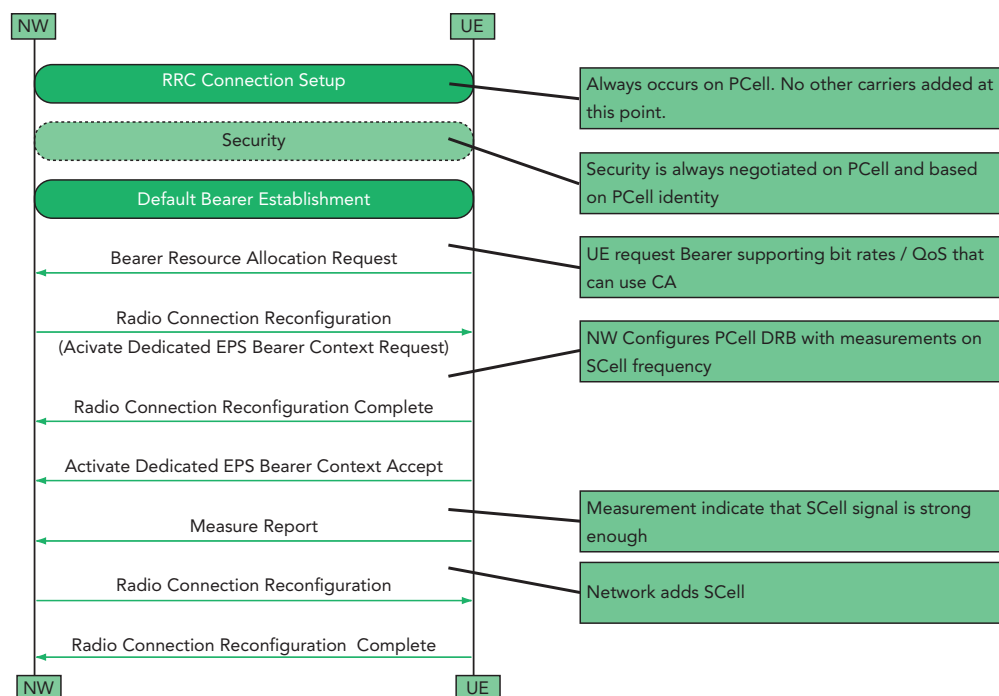 NW
UE
RRC Connection Setup
Always occurs on PCell. No other carriers added at
this point.
Security
Security is always negotiated on PCell and based
on PCell identity
Default Bearer Establishment
UE request Bearer supporting bit rates / QoS that
can use CA
Bearer Resource Allocation Request
Radio Connection Reconfiguration
(Acivate Dedicated EPS Bearer Context Request)
NW Configures PCell DRB with measurements on
SCell frequency
Radio Connection Reconfiguration Complete
Activate Dedicated EPS Bearer Context Accept
Measurement indicate that SCell signal is strong
enough
Measure Report
Radio Connection Reconfiguration
Network adds SCell
Radio Connection Reconfiguration Complete
NW
UE